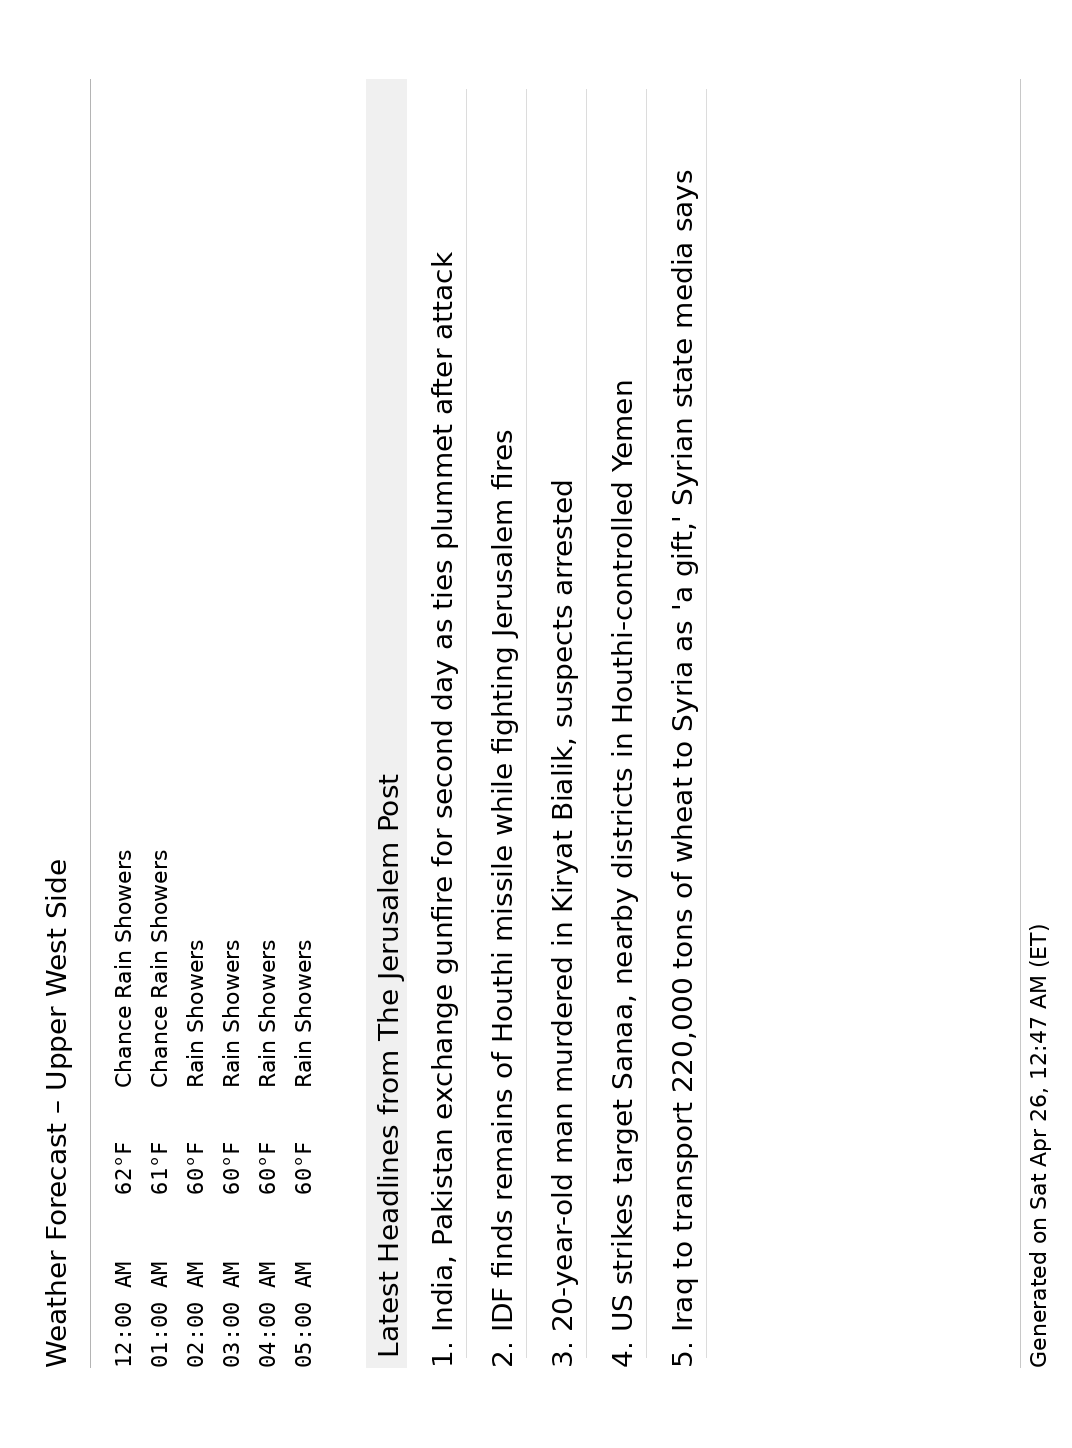 Weather Forecast – Upper West Side
12:00 AM 62°F Chance Rain Showers
01:00 AM 61°F Chance Rain Showers
02:00 AM 60°F Rain Showers
03:00 AM 60°F Rain Showers
04:00 AM 60°F Rain Showers
05:00 AM 60°F Rain Showers
Latest Headlines from The Jerusalem Post
1. India, Pakistan exchange gunfire for second day as ties plummet after attack
2. IDF finds remains of Houthi missile while fighting Jerusalem fires
3. 20-year-old man murdered in Kiryat Bialik, suspects arrested
4. US strikes target Sanaa, nearby districts in Houthi-controlled Yemen
5. Iraq to transport 220,000 tons of wheat to Syria as 'a gift,' Syrian state media says
Generated on Sat Apr 26, 12:47 AM (ET)